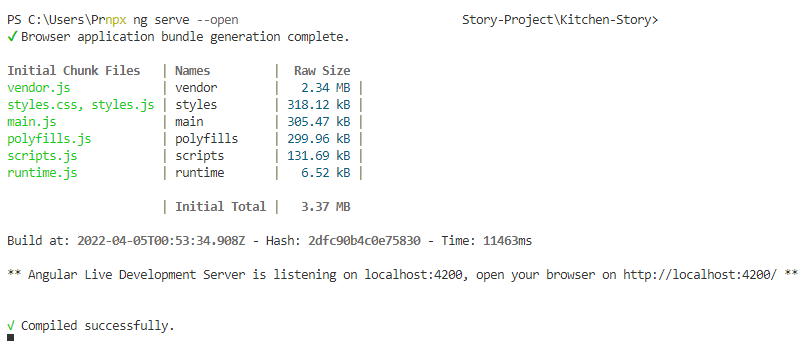 PS C:\Users\Prnpx ng serve --open Story-Project\Kitchen-Story>
✓ Browser application bundle generation complete.
Initial Chunk Files | Names | Raw Size
vendor.js | vendor | 2.34 MB |
styles.css, styles.js | styles | 318.12 kB |
main.js | main | 305.47 kB |
polyfills.js | polyfills | 299.96 kB |
scripts.js | scripts | 131.69 kB |
runtime.js | runtime | 6.52 kB |
| Initial Total | 3.37 MB
Build at: 2022-04-05T00:53:34.908Z - Hash: 2dfc90b4c0e75830 - Time: 11463ms
** Angular Live Development Server is listening on localhost:4200, open your browser on http://localhost:4200/ **
√ Compiled successfully.